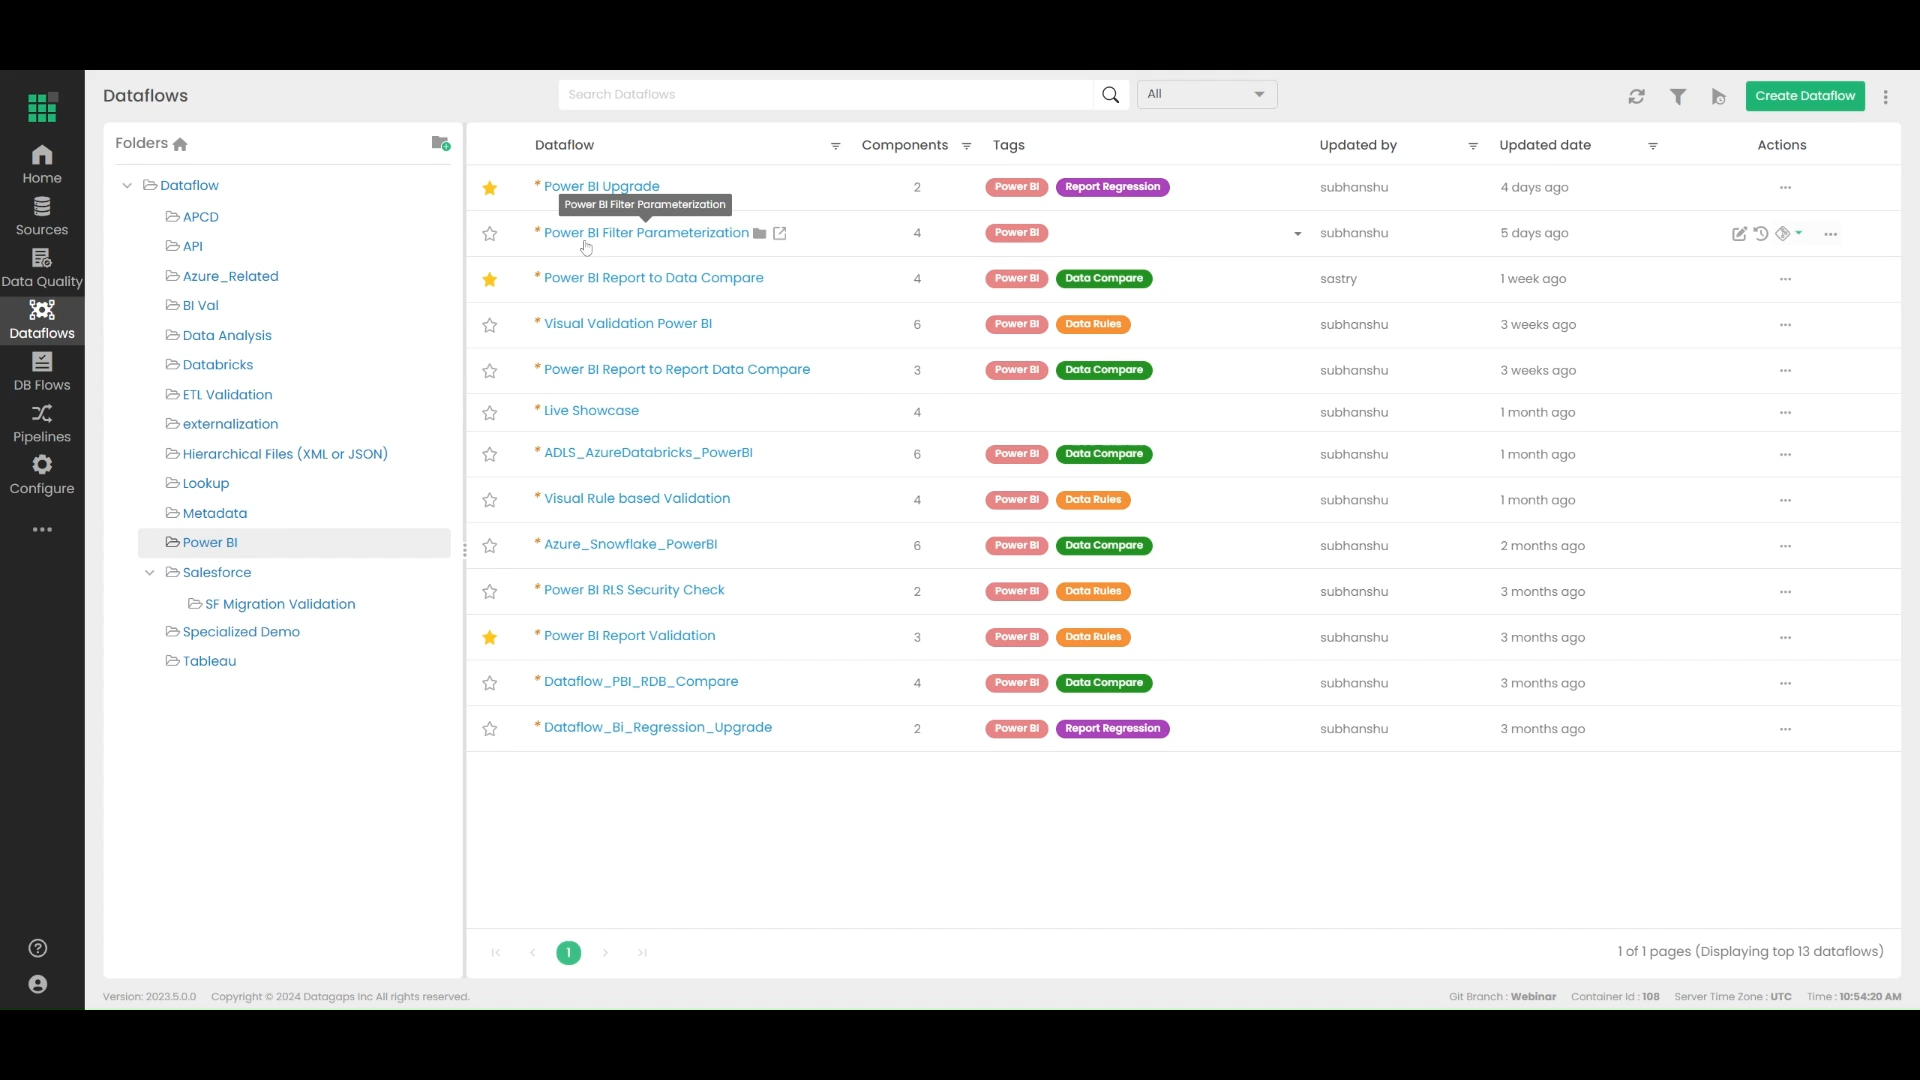 Dataflows
Search Dataflows
All
Create Dataflow
Home
Sources
Data Quality
Dataflows
DB Flows
Pipelines
Configure
Folders
Dataflow
APCD
API
Azure_Related
BI Val
Data Analysis
Databricks
ETL Validation
externalization
Hierarchical Files (XML or JSON)
Lookup
Metadata
Power BI
Salesforce
SF Migration Validation
Specialized Demo
Tableau
Dataflow Components Tags Updated by Updated date Actions
* Power BI Upgrade 2 Power BI Report Regression subhanshu 4 days ago
Power BI Filter Parameterization
* Power BI Filter Parameterization 4 Power BI subhanshu 5 days ago
* Power BI Report to Data Compare 4 Power BI Data Compare sastry 1 week ago
* Visual Validation Power BI 6 Power BI Data Rules subhanshu 3 weeks ago
* Power BI Report to Report Data Compare 3 Power BI Data Compare subhanshu 3 weeks ago
* Live Showcase 4 subhanshu 1 month ago
* ADLS_AzureDatabricks_PowerBI 6 Power BI Data Compare subhanshu 1 month ago
* Visual Rule based Validation 4 Power BI Data Rules subhanshu 1 month ago
* Azure_Snowflake_PowerBI 6 Power BI Data Compare subhanshu 2 months ago
* Power BI RLS Security Check 2 Power BI Data Rules subhanshu 3 months ago
* Power BI Report Validation 3 Power BI Data Rules subhanshu 3 months ago
* Dataflow_PBI_RDB_Compare 4 Power BI Data Compare subhanshu 3 months ago
* Dataflow_Bi_Regression_Upgrade 2 Power BI Report Regression subhanshu 3 months ago
1
1 of 1 pages (Displaying top 13 dataflows)
Version: 2023.5.0.0 Copyright © 2024 Datagaps Inc All rights reserved.
Git Branch : Webinar Container Id : 108 Server Time Zone : UTC Time : 10:54:20 AM